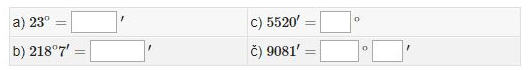 a) 23° = ′ c) 5520′ = °
b) 218°7′ = ′ č) 9081′ = ° ′